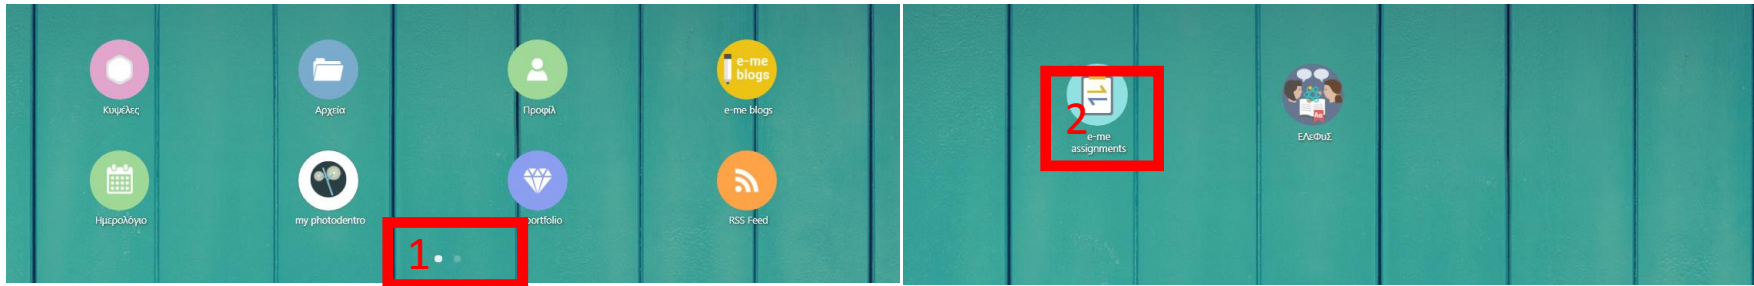 Κυψέλες
Αρχεία
Προφίλ
e-me blogs
e-me blogs
Ημερολόγιο
my photodentro
portfolio
RSS Feed
1
2
e-me
assignments
ΕΛεΦυΣ